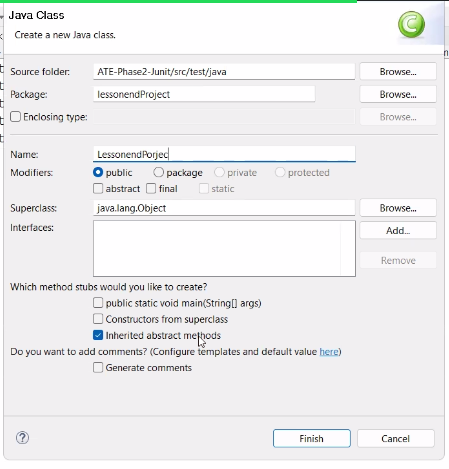 Java Class
Create a new Java class.
Source folder: ATE-Phase2-Junit/src/test/java Browse...
Package: lessonendProject Browse...
Enclosing type: Browse...
Name: LessonendPorjec
Modifiers: public package private protected
abstract final static
Superclass: java.lang.Object Browse...
Interfaces: Add...
Remove
Which method stubs would you like to create?
public static void main(String[] args)
Constructors from superclass
Inherited abstract methods
Do you want to add comments? (Configure templates and default value here)
Generate comments
? Finish Cancel